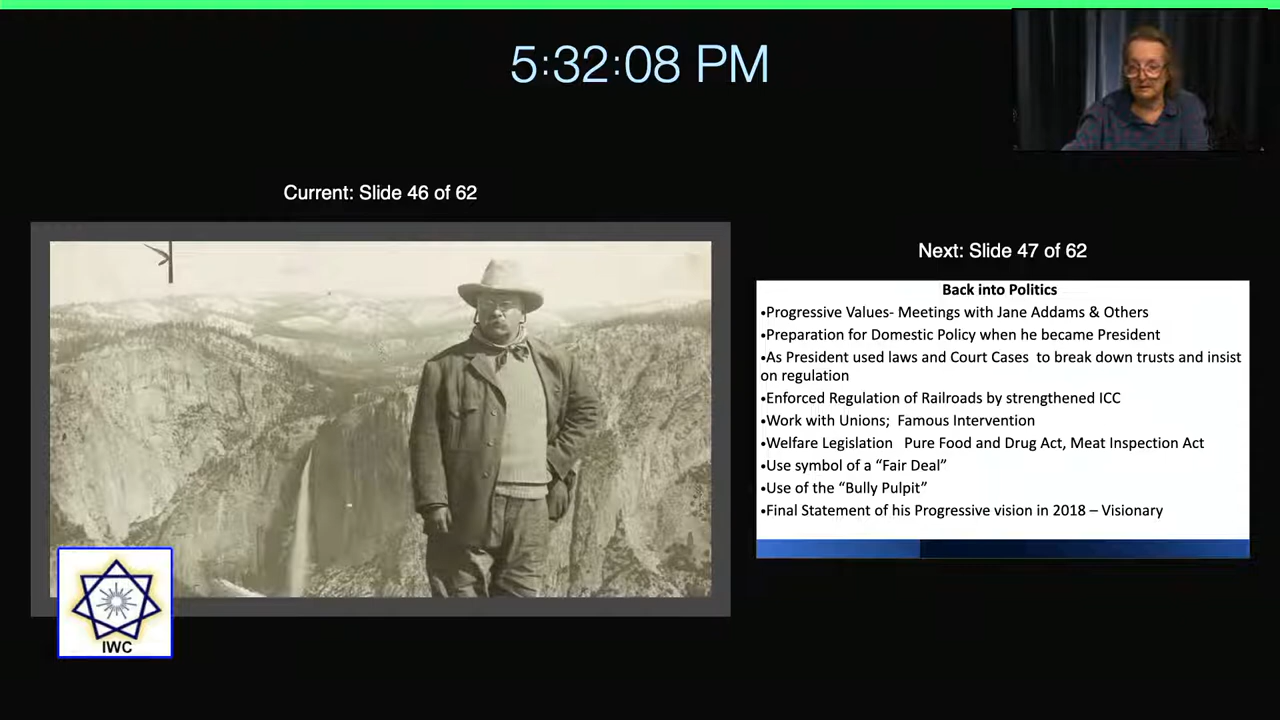 5:32:08 PM
Current: Slide 46 of 62
Next: Slide 47 of 62
Back into Politics
•Progressive Values- Meetings with Jane Addams & Others
•Preparation for Domestic Policy when he became President
•As President used laws and Court Cases to break down trusts and insist
on regulation
•Enforced Regulation of Railroads by strengthened ICC
•Work with Unions; Famous Intervention
•Welfare Legislation Pure Food and Drug Act, Meat Inspection Act
•Use symbol of a “Fair Deal”
•Use of the “Bully Pulpit”
•Final Statement of his Progressive vision in 2018 – Visionary
IWC